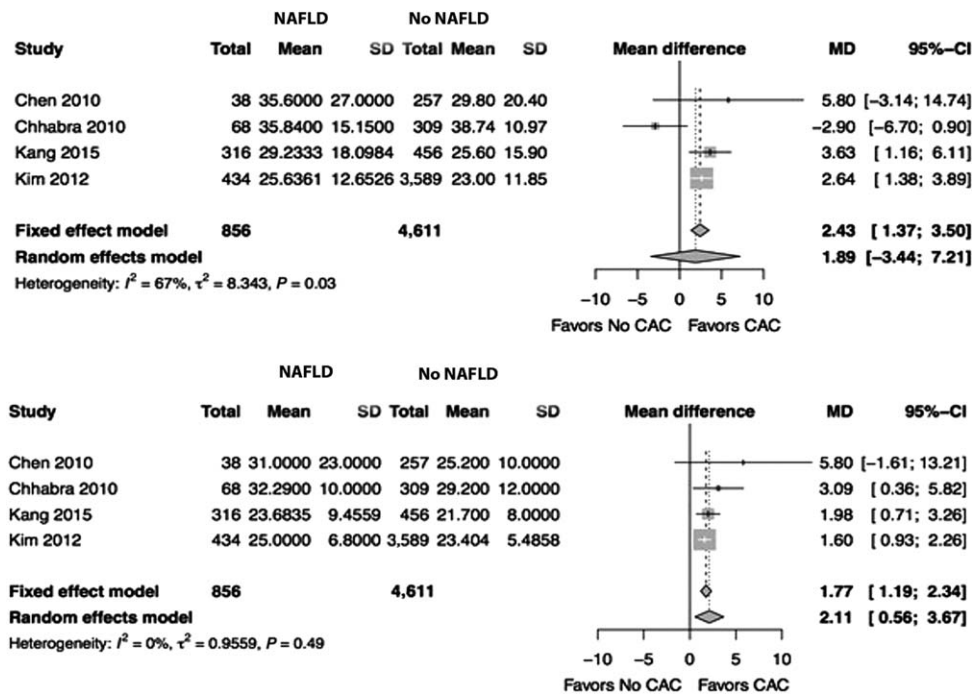 NAFLD No NAFLD
Study Total Mean SD Total Mean SD Mean difference MD 95%−CI
Chen 2010 38 35.6000 27.0000 257 29.80 20.40 5.80 [−3.14; 14.74]
Chhabra 2010 68 35.8400 15.1500 309 38.74 10.97 −2.90 [−6.70; 0.90]
Kang 2015 316 29.2333 18.0984 456 25.60 15.90 3.63 [ 1.16; 6.11]
Kim 2012 434 25.6361 12.6526 3,589 23.00 11.85 2.64 [ 1.38; 3.89]
Fixed effect model 856 4,611 2.43 [ 1.37; 3.50]
Random effects model 1.89 [−3.44; 7.21]
Heterogeneity: I² = 67%, τ² = 8.343, P = 0.03
−10 −5 0 5 10
Favors No CAC Favors CAC
NAFLD No NAFLD
Study Total Mean SD Total Mean SD Mean difference MD 95%−CI
Chen 2010 38 31.0000 23.0000 257 25.200 10.0000 5.80 [−1.61; 13.21]
Chhabra 2010 68 32.2900 10.0000 309 29.200 12.0000 3.09 [ 0.36; 5.82]
Kang 2015 316 23.6835 9.4559 456 21.700 8.0000 1.98 [ 0.71; 3.26]
Kim 2012 434 25.0000 6.8000 3,589 23.404 5.4858 1.60 [ 0.93; 2.26]
Fixed effect model 856 4,611 1.77 [ 1.19; 2.34]
Random effects model 2.11 [ 0.56; 3.67]
Heterogeneity: I² = 0%, τ² = 0.9559, P = 0.49
−10 −5 0 5 10
Favors No CAC Favors CAC